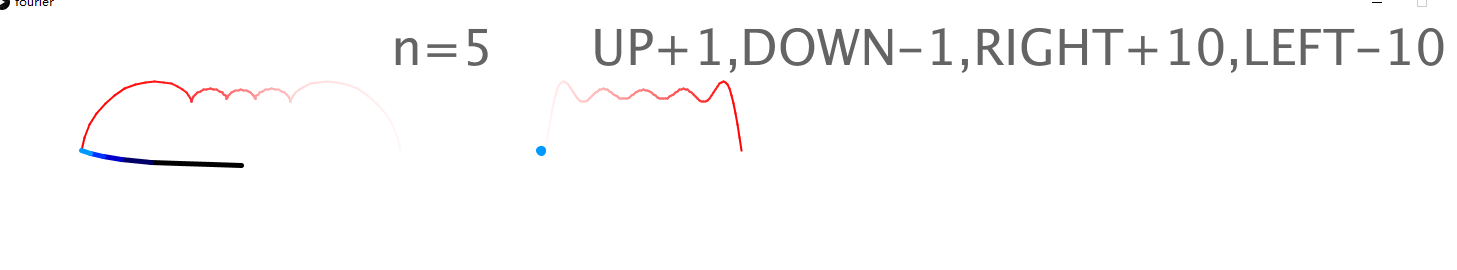 fourier
n=5 UP+1,DOWN-1,RIGHT+10,LEFT-10